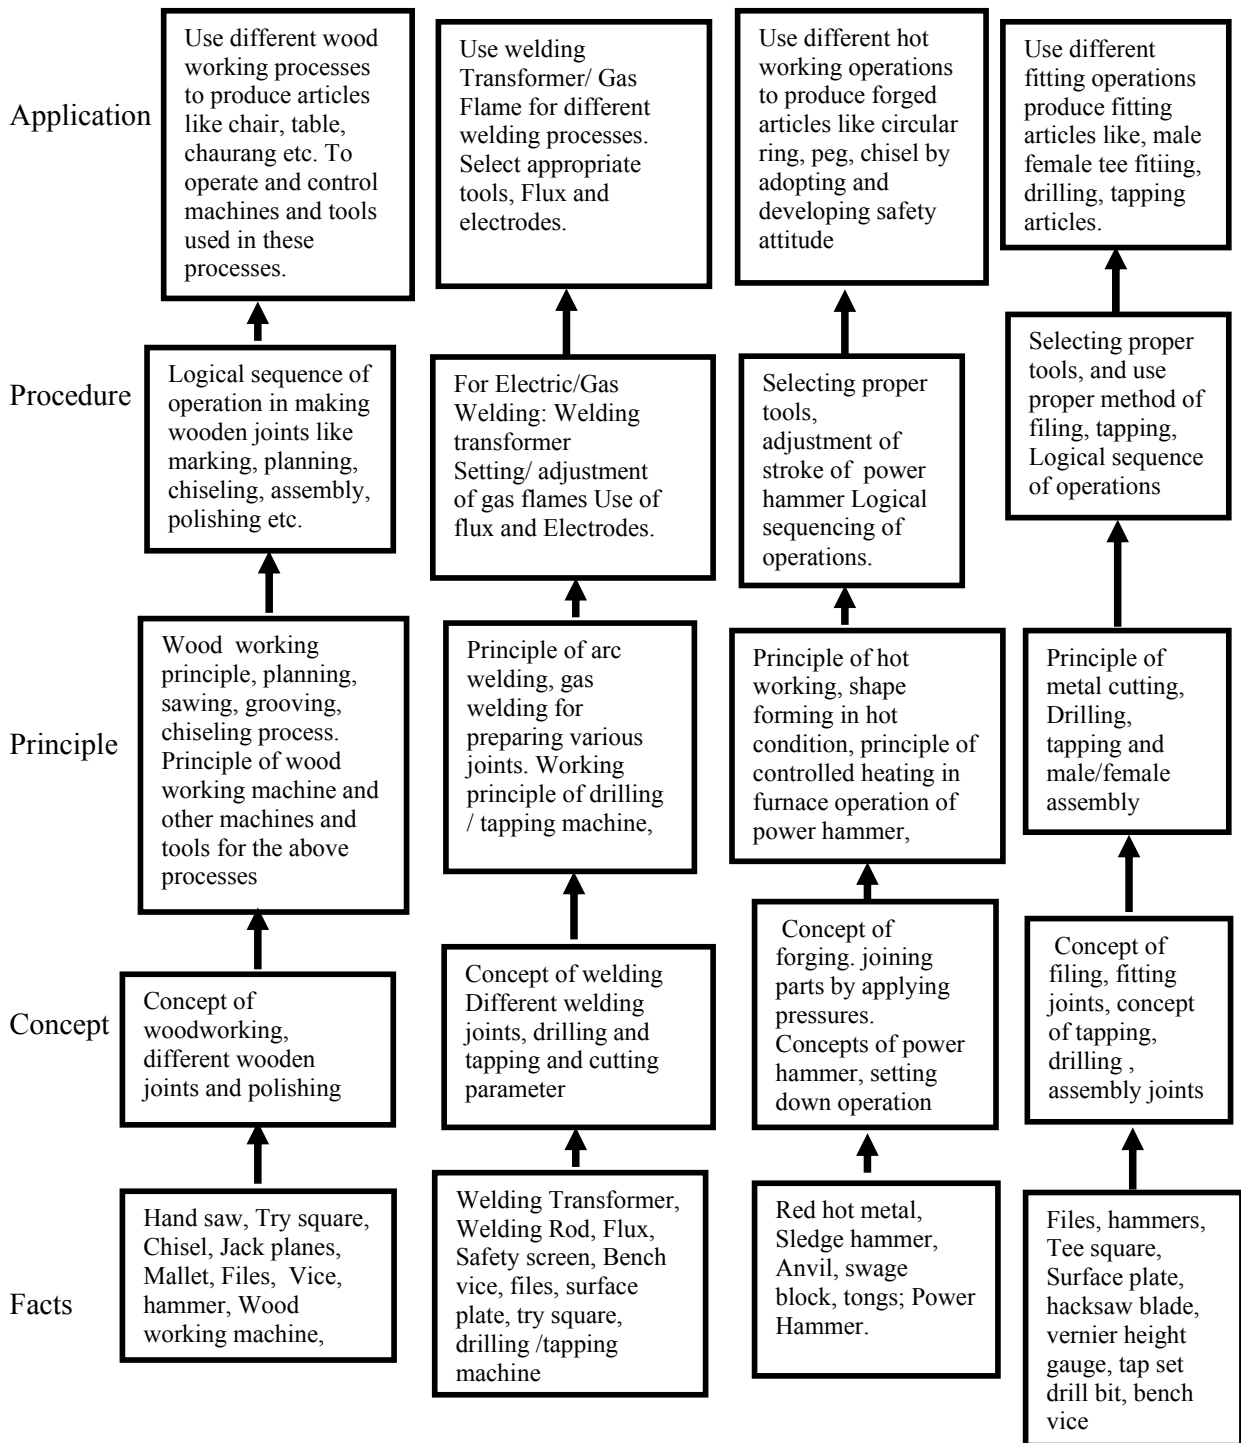 Application
Use different wood
working processes
to produce articles
like chair, table,
chaurang etc. To
operate and control
machines and tools
used in these
processes.
Use welding
Transformer/ Gas
Flame for different
welding processes.
Select appropriate
tools, Flux and
electrodes.
Use different hot
working operations
to produce forged
articles like circular
ring, peg, chisel by
adopting and
developing safety
attitude
Use different
fitting operations
produce fitting
articles like, male
female tee fitiing,
drilling, tapping
articles.
Procedure
Logical sequence of
operation in making
wooden joints like
marking, planning,
chiseling, assembly,
polishing etc.
For Electric/Gas
Welding: Welding
transformer
Setting/ adjustment
of gas flames Use of
flux and Electrodes.
Selecting proper
tools,
adjustment of
stroke of power
hammer Logical
sequencing of
operations.
Selecting proper
tools, and use
proper method of
filing, tapping,
Logical sequence
of operations
Principle
Wood working
principle, planning,
sawing, grooving,
chiseling process.
Principle of wood
working machine and
other machines and
tools for the above
processes
Principle of arc
welding, gas
welding for
preparing various
joints. Working
principle of drilling
/ tapping machine,
Principle of hot
working, shape
forming in hot
condition, principle of
controlled heating in
furnace operation of
power hammer,
Principle of
metal cutting,
Drilling,
tapping and
male/female
assembly
Concept
Concept of
woodworking,
different wooden
joints and polishing
Concept of welding
Different welding
joints, drilling and
tapping and cutting
parameter
Concept of
forging. joining
parts by applying
pressures.
Concepts of power
hammer, setting
down operation
Concept of
filing, fitting
joints, concept
of tapping,
drilling ,
assembly joints
Facts
Hand saw, Try square,
Chisel, Jack planes,
Mallet, Files, Vice,
hammer, Wood
working machine,
Welding Transformer,
Welding Rod, Flux,
Safety screen, Bench
vice, files, surface
plate, try square,
drilling /tapping
machine
Red hot metal,
Sledge hammer,
Anvil, swage
block, tongs; Power
Hammer.
Files, hammers,
Tee square,
Surface plate,
hacksaw blade,
vernier height
gauge, tap set
drill bit, bench
vice